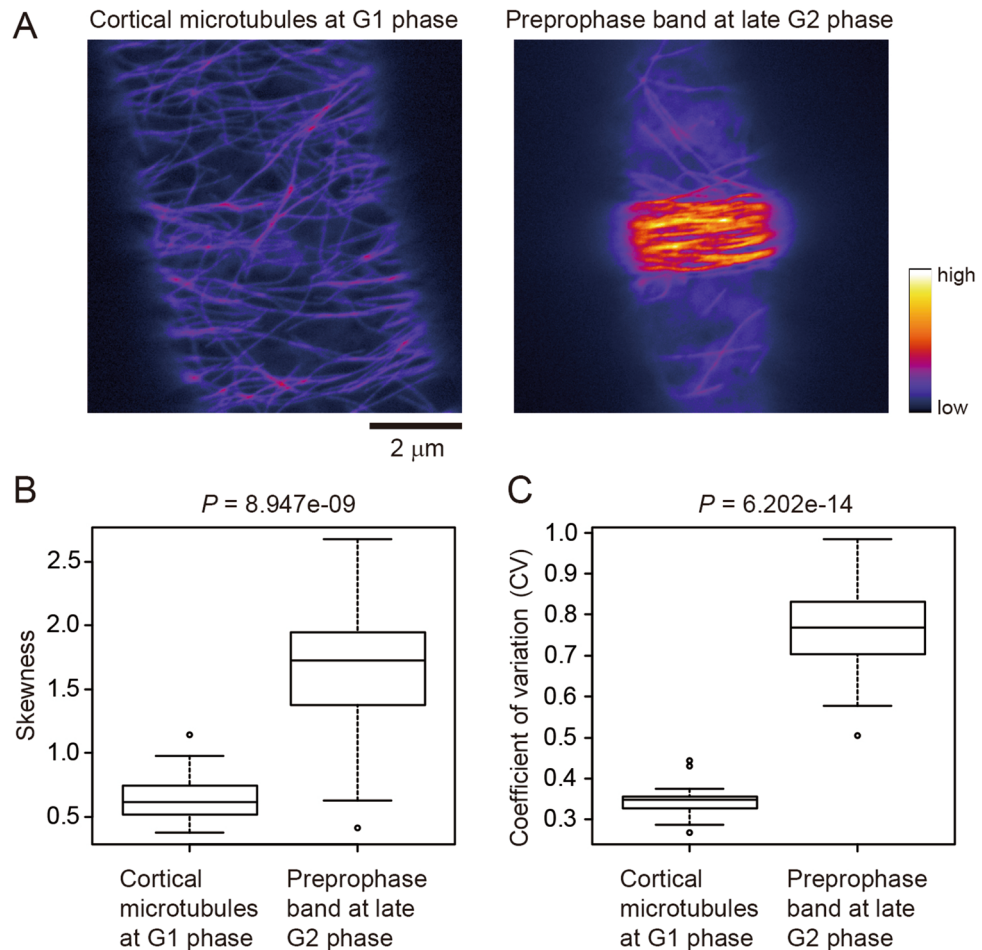 A
Cortical microtubules at G1 phase
Preprophase band at late G2 phase
high
low
2 μm
B
P = 8.947e-09
Skewness
2.5
2.0
1.5
1.0
0.5
Cortical
microtubules
at G1 phase
Preprophase
band at late
G2 phase
C
P = 6.202e-14
Coefficient of variation (CV)
1.0
0.9
0.8
0.7
0.6
0.5
0.4
0.3
Cortical
microtubules
at G1 phase
Preprophase
band at late
G2 phase